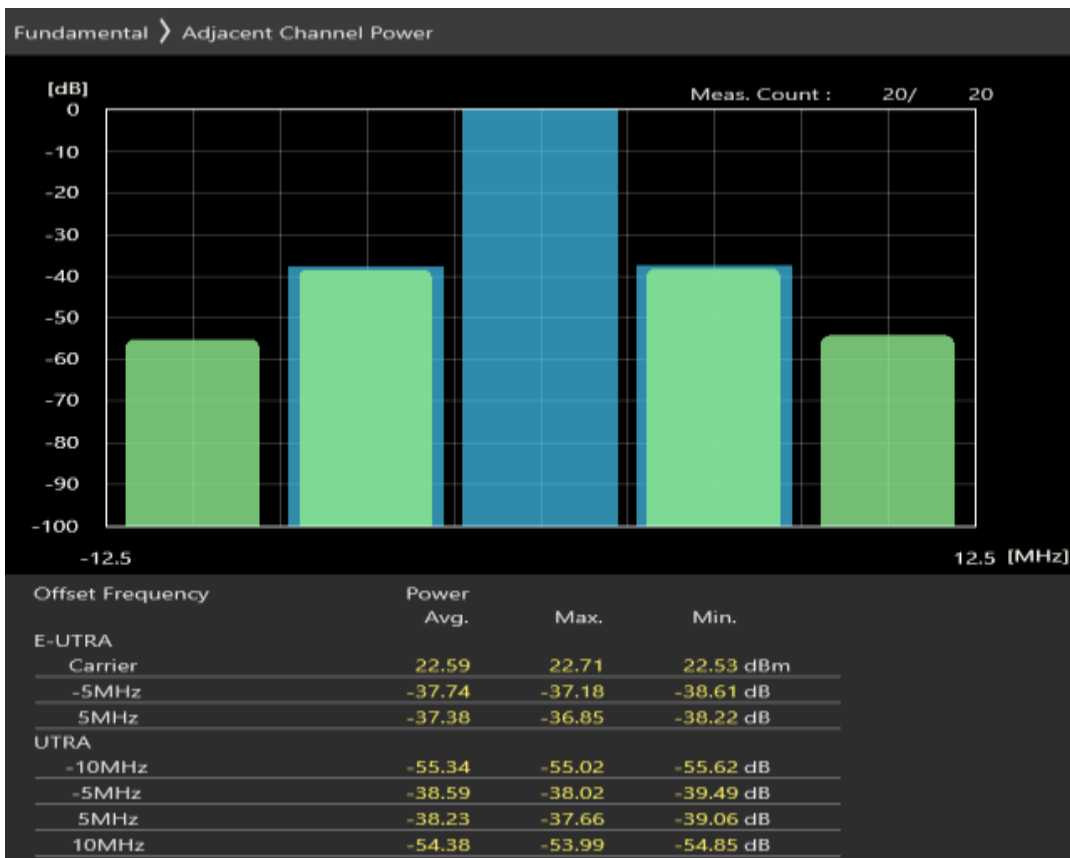 Fundamental 〉 Adjacent Channel Power
[dB]
Meas. Count : 20/ 20
0
-10
-20
-30
-40
-50
-60
-70
-80
-90
-100
-12.5 12.5 [MHz]
Offset Frequency Power
Avg. Max. Min.
E-UTRA
Carrier 22.59 22.71 22.53 dBm
-5MHz -37.74 -37.18 -38.61 dB
5MHz -37.38 -36.85 -38.22 dB
UTRA
-10MHz -55.34 -55.02 -55.62 dB
-5MHz -38.59 -38.02 -39.49 dB
5MHz -38.23 -37.66 -39.06 dB
10MHz -54.38 -53.99 -54.85 dB